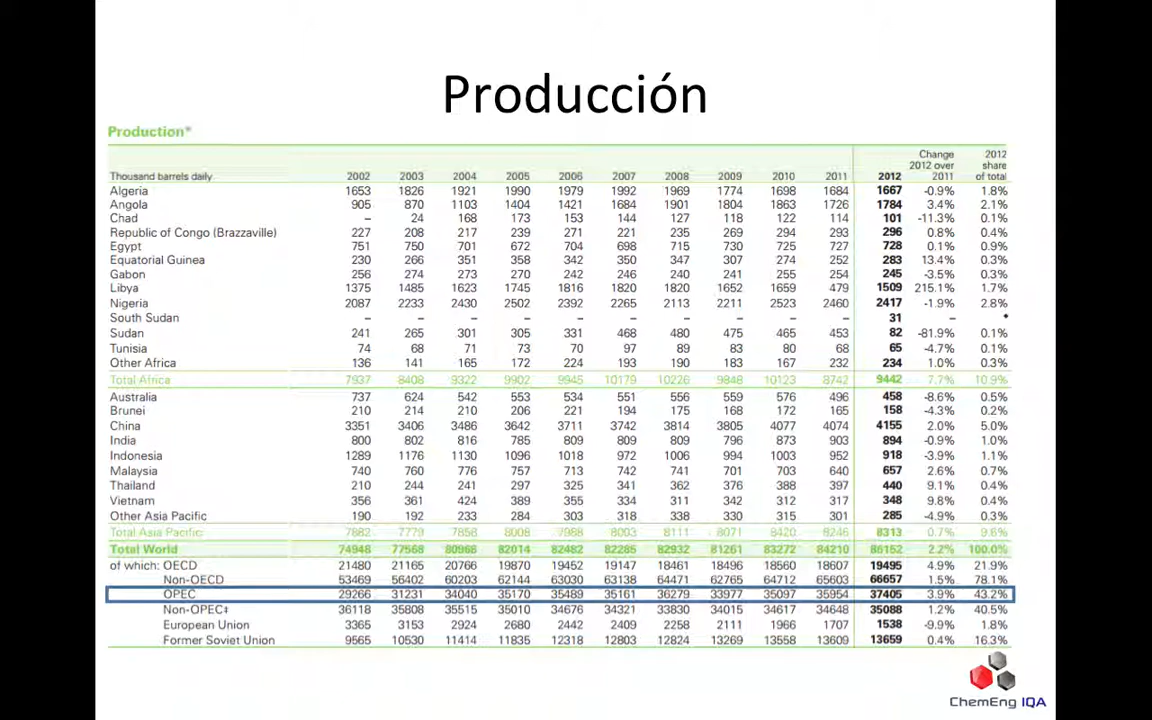 Producción
Production*
Change 2012
2012 over share
Thousand barrels daily 2002 2003 2004 2005 2006 2007 2008 2009 2010 2011 2012 2011 of total
Algeria 1653 1826 1921 1990 1979 1992 1969 1774 1698 1684 1667 -0.9% 1.8%
Angola 905 870 1103 1404 1421 1684 1901 1804 1863 1726 1784 3.4% 2.1%
Chad – 24 168 173 153 144 127 118 122 114 101 -11.3% 0.1%
Republic of Congo (Brazzaville) 227 208 217 239 271 221 235 269 294 293 296 0.8% 0.4%
Egypt 751 750 701 672 704 698 715 730 725 727 728 0.1% 0.9%
Equatorial Guinea 230 266 351 358 342 350 347 307 274 252 283 13.4% 0.3%
Gabon 256 274 273 270 242 246 240 241 255 254 245 -3.5% 0.3%
Libya 1375 1485 1623 1745 1816 1820 1820 1652 1659 479 1509 215.1% 1.7%
Nigeria 2087 2233 2430 2502 2392 2265 2113 2211 2523 2460 2417 -1.9% 2.8%
South Sudan – – – – – – – – – – 31 – *
Sudan 241 265 301 305 331 468 480 475 465 453 82 -81.9% 0.1%
Tunisia 74 68 71 73 70 97 89 83 80 68 65 -4.7% 0.1%
Other Africa 136 141 165 172 224 193 190 183 167 232 234 1.0% 0.3%
Total Africa 7937 8408 9322 9902 9945 10179 10226 9848 10123 8742 9442 7.7% 10.9%
Australia 737 624 542 553 534 551 556 559 576 496 458 -8.6% 0.5%
Brunei 210 214 210 206 221 194 175 168 172 165 158 -4.3% 0.2%
China 3351 3406 3486 3642 3711 3742 3814 3805 4077 4074 4155 2.0% 5.0%
India 800 802 816 785 809 809 809 796 873 903 894 -0.9% 1.0%
Indonesia 1289 1176 1130 1096 1018 972 1006 994 1003 952 918 -3.9% 1.1%
Malaysia 740 760 776 757 713 742 741 701 703 640 657 2.6% 0.7%
Thailand 210 244 241 297 325 341 362 376 388 397 440 9.1% 0.4%
Vietnam 356 361 424 389 355 334 311 342 312 317 348 9.8% 0.4%
Other Asia Pacific 190 192 233 284 303 318 338 330 315 301 285 -4.9% 0.3%
Total Asia Pacific 7882 7779 7858 8008 7988 8003 8111 8071 8420 8246 8313 0.7% 9.6%
Total World 74948 77568 80968 82014 82482 82285 82932 81261 83272 84210 86152 2.2% 100.0%
of which: OECD 21480 21165 20766 19870 19452 19147 18461 18496 18560 18607 19495 4.9% 21.9%
Non-OECD 53469 56402 60203 62144 63030 63138 64471 62765 64712 65603 66657 1.5% 78.1%
OPEC 29266 31231 34040 35170 35489 35161 36279 33977 35097 35954 37405 3.9% 43.2%
Non-OPEC‡ 36118 35808 35515 35010 34676 34321 33830 34015 34617 34648 35088 1.2% 40.5%
European Union 3365 3153 2924 2680 2442 2409 2258 2111 1966 1707 1538 -9.9% 1.8%
Former Soviet Union 9565 10530 11414 11835 12318 12803 12824 13269 13558 13609 13659 0.4% 16.3%
ChemEng IQA